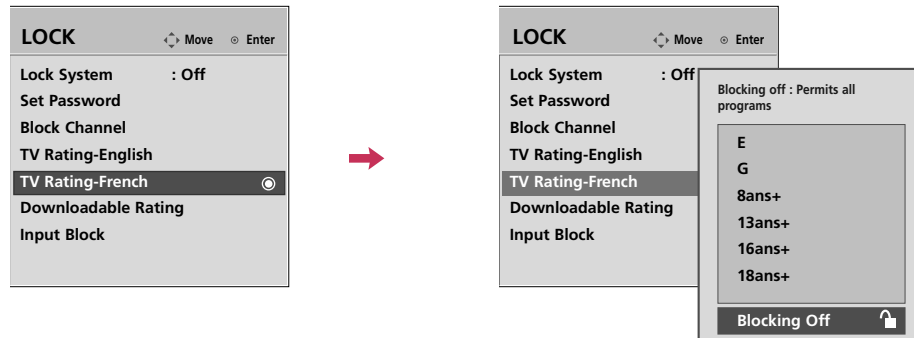 LOCK Move Enter
Lock System : Off
Set Password
Block Channel
TV Rating-English
TV Rating-French
Downloadable Rating
Input Block
LOCK Move Enter
Lock System : Off
Set Password
Block Channel
TV Rating-English
TV Rating-French
Downloadable Rating
Input Block
Blocking off : Permits all
programs
E
G
8ans+
13ans+
16ans+
18ans+
Blocking Off